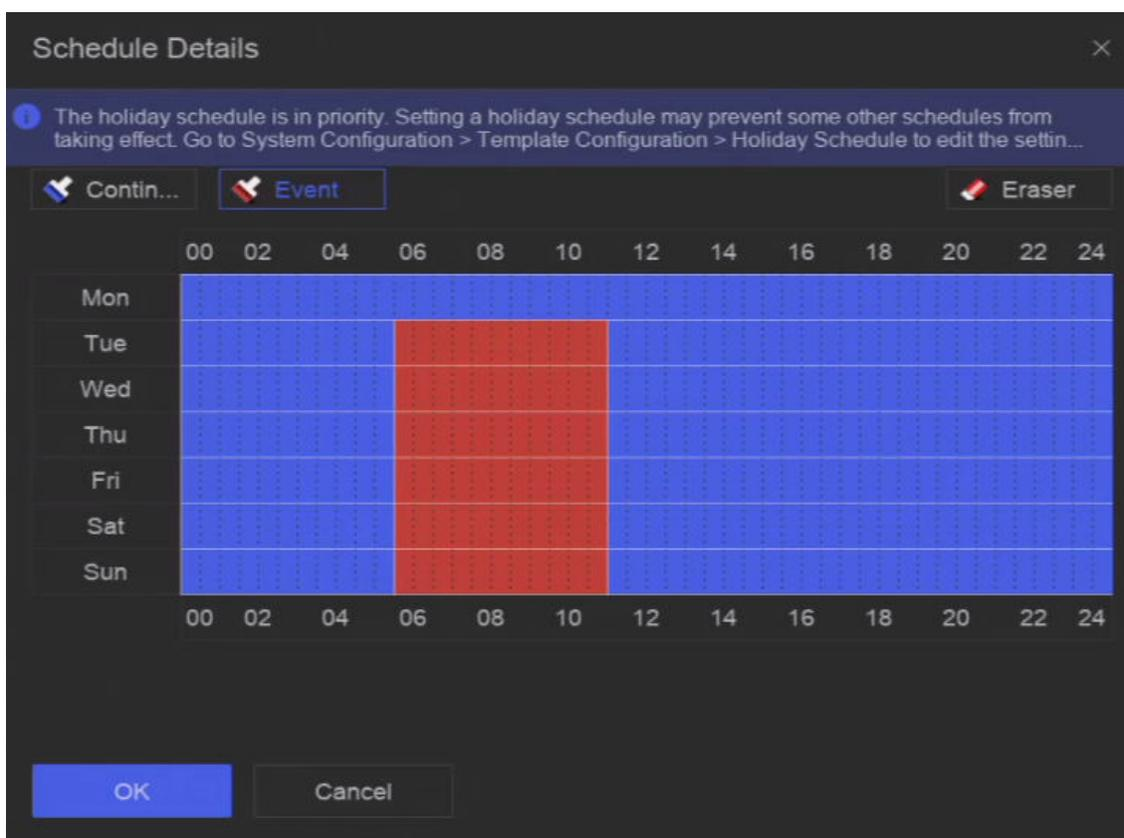 Schedule Details
The holiday schedule is in priority. Setting a holiday schedule may prevent some other schedules from
taking effect. Go to System Configuration > Template Configuration > Holiday Schedule to edit the settin...
Contin... Event Eraser
00 02 04 06 08 10 12 14 16 18 20 22 24
Mon
Tue
Wed
Thu
Fri
Sat
Sun
00 02 04 06 08 10 12 14 16 18 20 22 24
OK Cancel